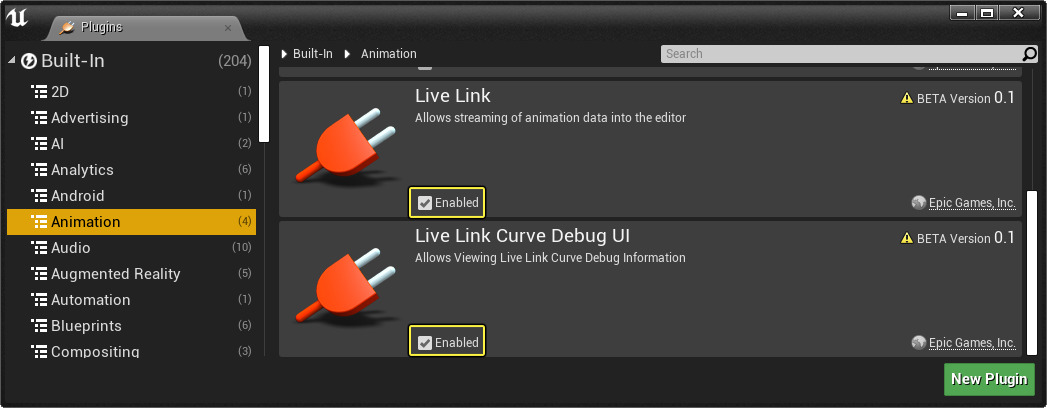 Plugins
Built-In (204)
2D (1)
Advertising (1)
AI (2)
Analytics (6)
Android (1)
Animation (4)
Audio (10)
Augmented Reality (5)
Automation (1)
Blueprints (6)
Compositing (3)
Built-In Animation
Search
Live Link
BETA Version 0.1
Allows streaming of animation data into the editor
Enabled
Epic Games, Inc.
Live Link Curve Debug UI
BETA Version 0.1
Allows Viewing Live Link Curve Debug Information
Enabled
Epic Games, Inc.
New Plugin